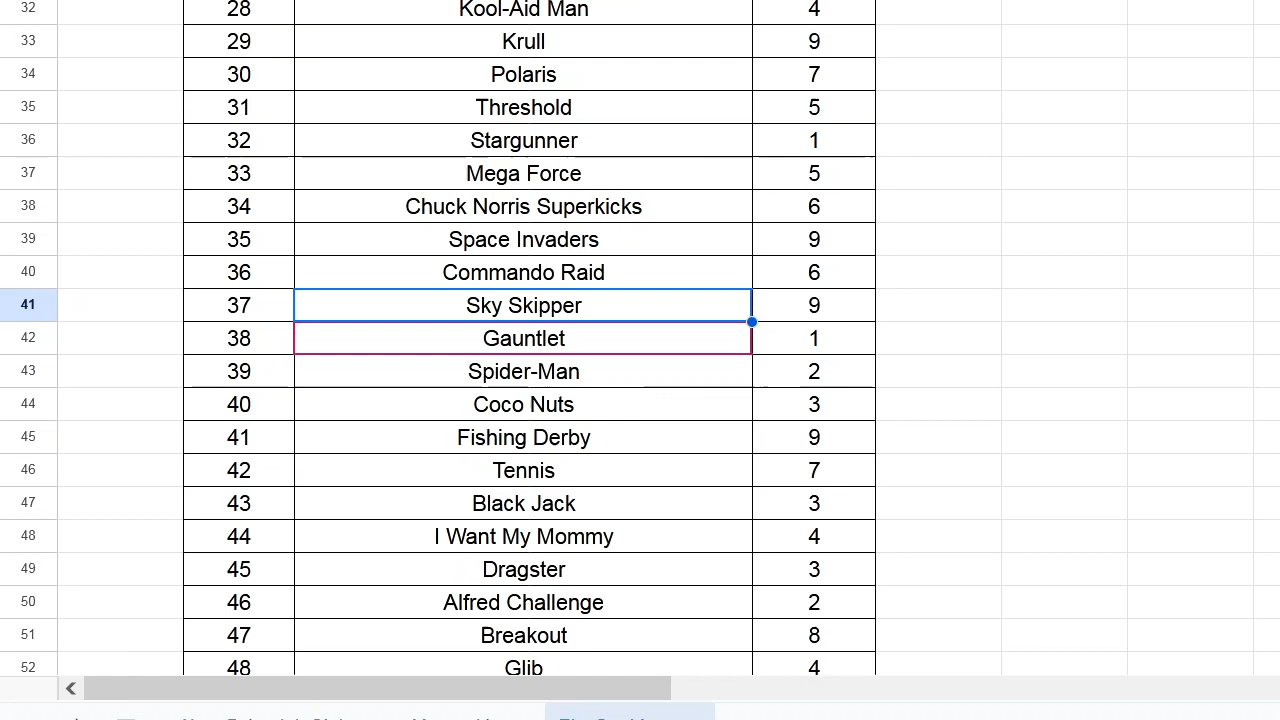 32 28 Kool-Aid Man 4
33 29 Krull 9
34 30 Polaris 7
35 31 Threshold 5
36 32 Stargunner 1
37 33 Mega Force 5
38 34 Chuck Norris Superkicks 6
39 35 Space Invaders 9
40 36 Commando Raid 6
41 37 Sky Skipper 9
42 38 Gauntlet 1
43 39 Spider-Man 2
44 40 Coco Nuts 3
45 41 Fishing Derby 9
46 42 Tennis 7
47 43 Black Jack 3
48 44 I Want My Mommy 4
49 45 Dragster 3
50 46 Alfred Challenge 2
51 47 Breakout 8
52 48 Glib 4